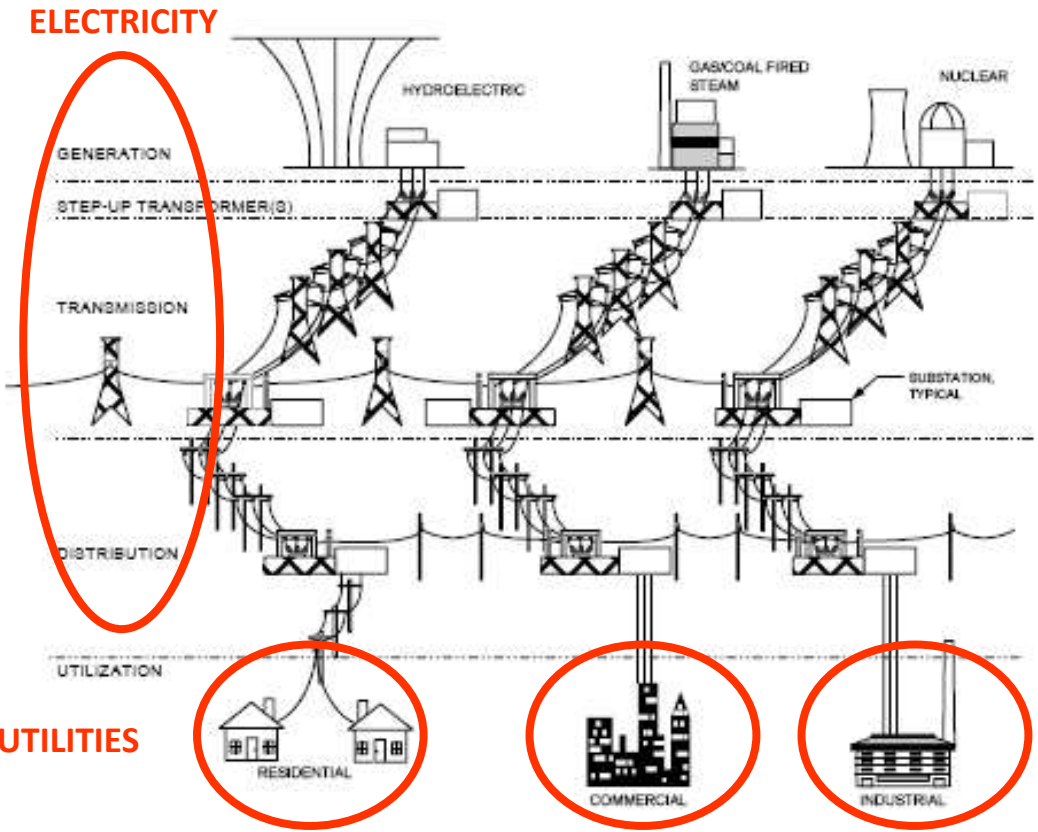 ELECTRICITY
HYDROELECTRIC
GAS/COAL FIRED
STEAM
NUCLEAR
GENERATION
STEP-UP TRANSFORMER(S)
TRANSMISSION
SUBSTATION,
TYPICAL
DISTRIBUTION
UTILIZATION
UTILITIES
RESIDENTIAL
COMMERCIAL
INDUSTRIAL